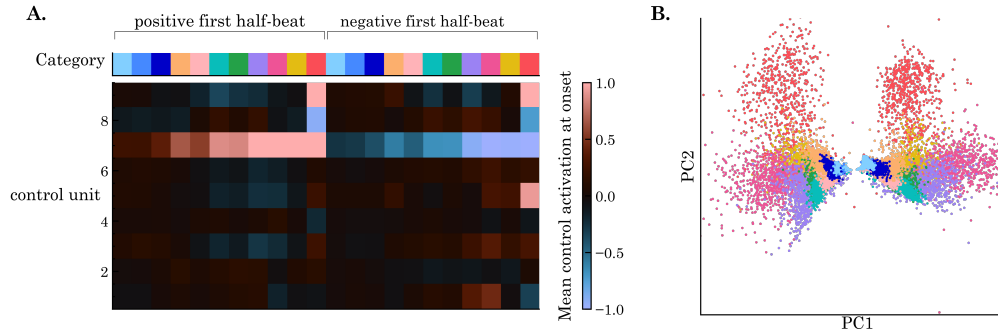 A.
positive first half-beat
negative first half-beat
Category
8
6
4
2
control unit
1.0
0.5
0.0
−0.5
−1.0
Mean control activation at onset
B.
PC2
PC1